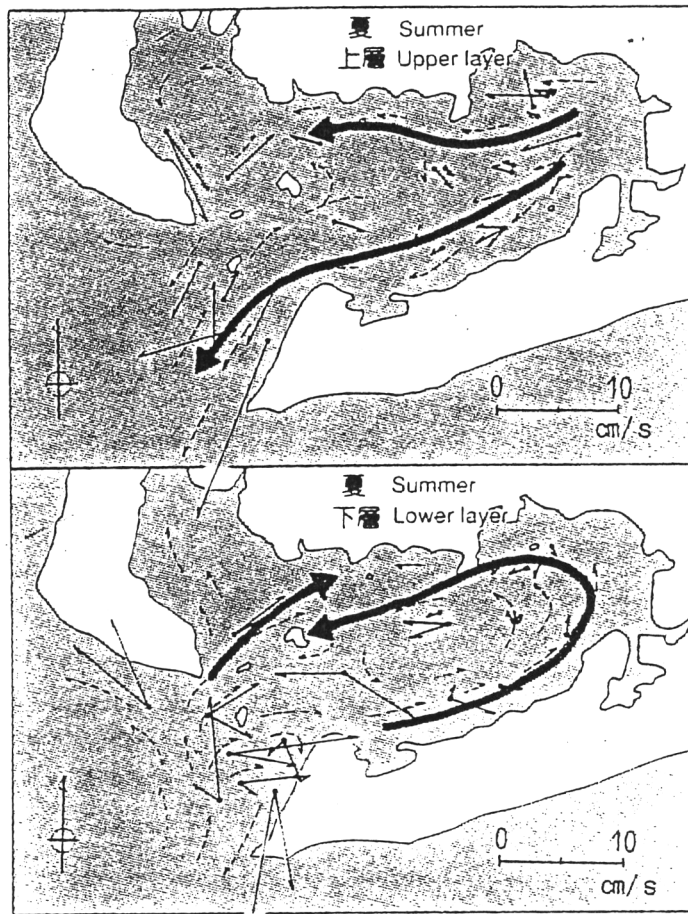 夏 Summer
上層 Upper layer
0 10
cm/s
夏 Summer
下層 Lower layer
0 10
cm/s